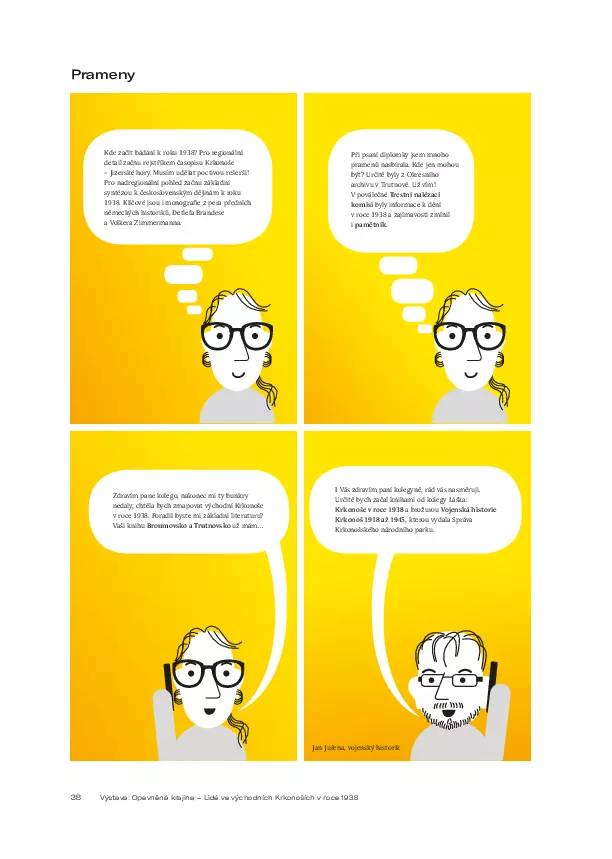 Prameny
Kde začít bádání k roku 1938? Pro regionální
detail začnu rejstříkem časopisu Krkonoše
– Jizerské hory. Musím udělat poctivou rešerši!
Pro nadregionální pohled začnu základní
syntézou k československým dějinám k roku
1938. Klíčové jsou i monografie z pera předních
německých historiků, Detlefa Brandese
a Volkera Zimmermanna.
Při psaní diplomky jsem mnoho
pramenů nasbírala. Kde jen mohou
být? Určitě byly z Okresního
archivu v Trutnově. Už vím!
V poválečné Trestní nalézací
komisi byly informace k dění
v roce 1938 a zajímavosti zmínil
i pamětník.
Zdravím pane kolego, nakonec mi ty bunkry
nedaly, chtěla bych zmapovat východní Krkonoše
v roce 1938. Poradil byste mi základní literaturu?
Vaši knihu Broumovsko a Trutnovsko už mám…
I Vás zdravím paní kolegyně, rád vás nasměruji.
Určitě bych začal knihami od kolegy Láška:
Krkonoše v roce 1938 a brožurou Vojenská historie
Krkonoš 1918 až 1945, kterou vydala Správa
Krkonošského národního parku.
Jan Juřena, vojenský historik
38 Výstava: Opevněná krajina – Lidé ve východních Krkonoších v roce 1938